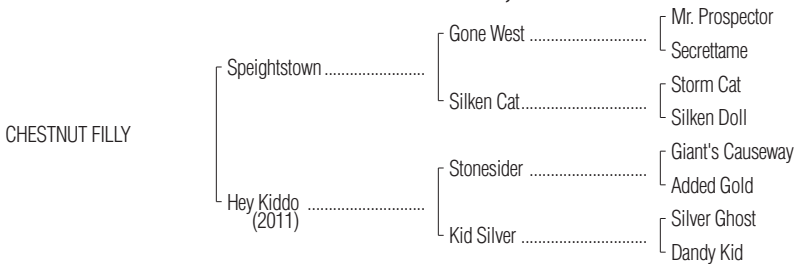 Mr. Prospector
Gone West ..............................
Secrettame
Speightstown .........................
Storm Cat
Silken Cat................................
Silken Doll
CHESTNUT FILLY
Giant's Causeway
Stonesider ..............................
Added Gold
Hey Kiddo .............................
(2011)
Silver Ghost
Kid Silver ................................
Dandy Kid